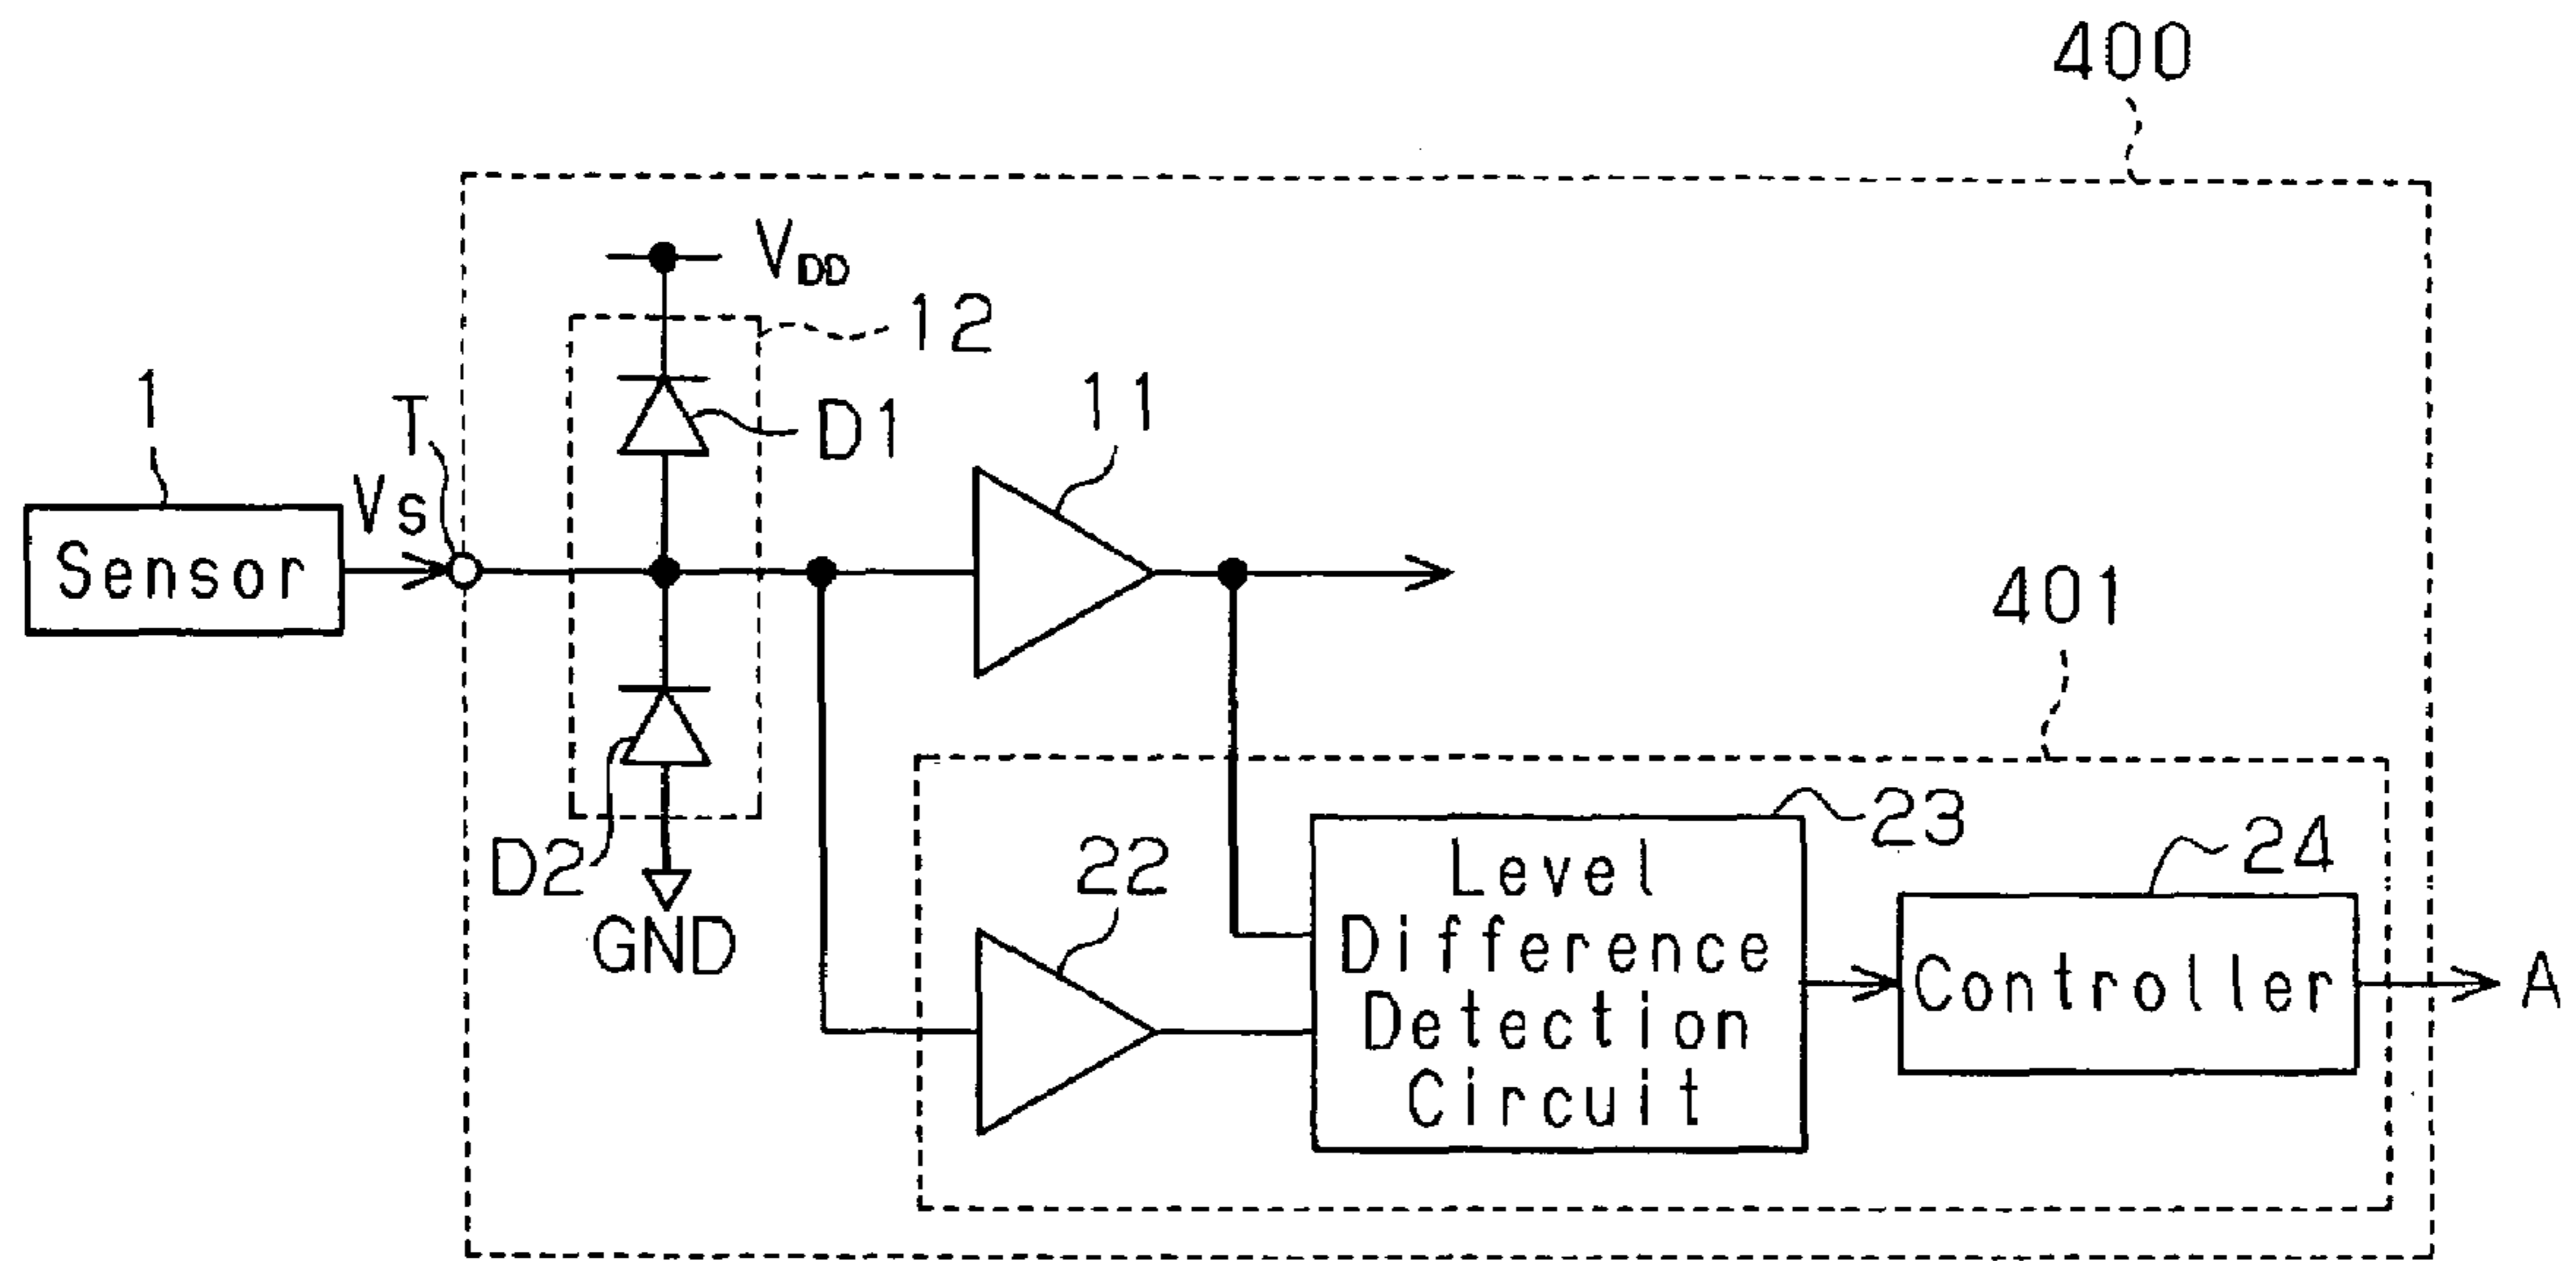 400
VDD
12
1
T
D1
11
Vs
Sensor
401
D2
GND
22
23
24
Level
Difference
Detection
Circuit
Controller
A